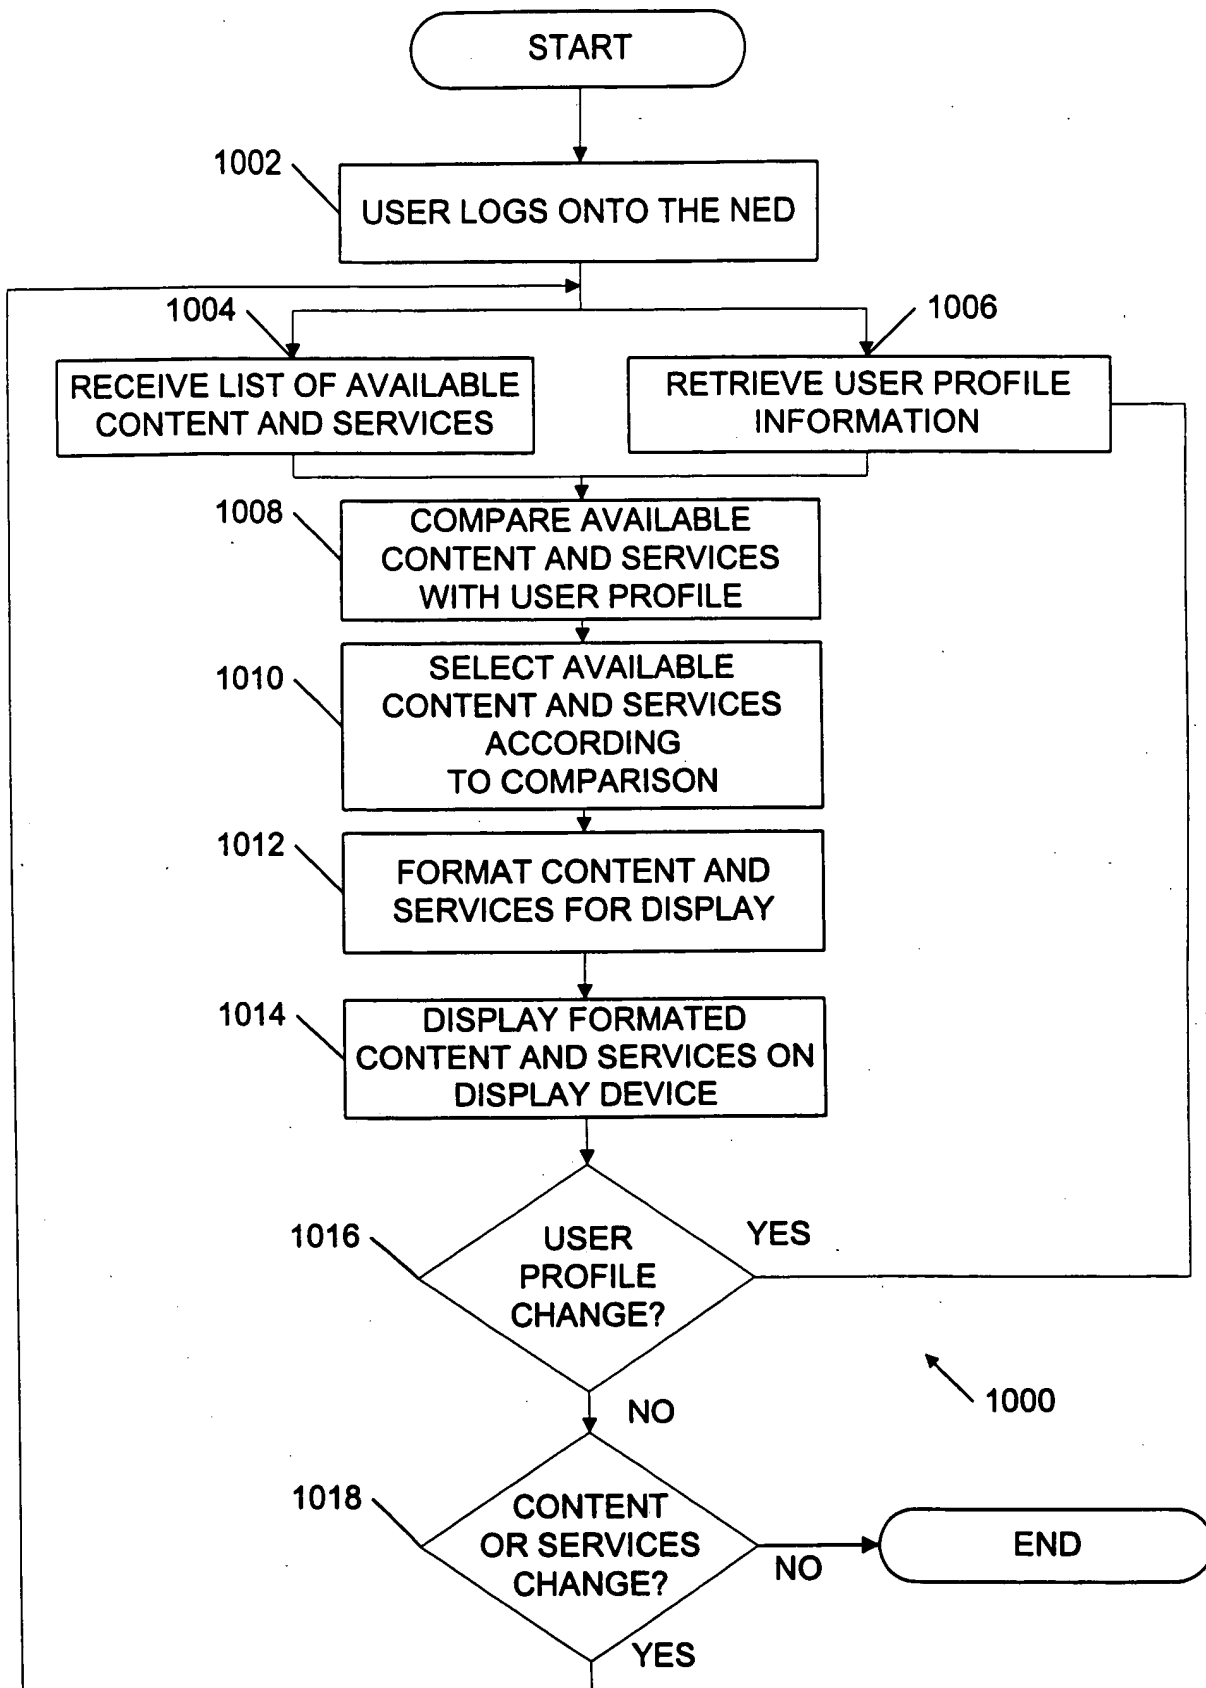 START
1002
USER LOGS ONTO THE NED
1004
1006
RECEIVE LIST OF AVAILABLE
CONTENT AND SERVICES
RETRIEVE USER PROFILE
INFORMATION
1008
COMPARE AVAILABLE
CONTENT AND SERVICES
WITH USER PROFILE
1010
SELECT AVAILABLE
CONTENT AND SERVICES
ACCORDING
TO COMPARISON
1012
FORMAT CONTENT AND
SERVICES FOR DISPLAY
1014
DISPLAY FORMATED
CONTENT AND SERVICES ON
DISPLAY DEVICE
1016
USER
PROFILE
CHANGE?
YES
NO
1000
1018
CONTENT
OR SERVICES
CHANGE?
NO
END
YES